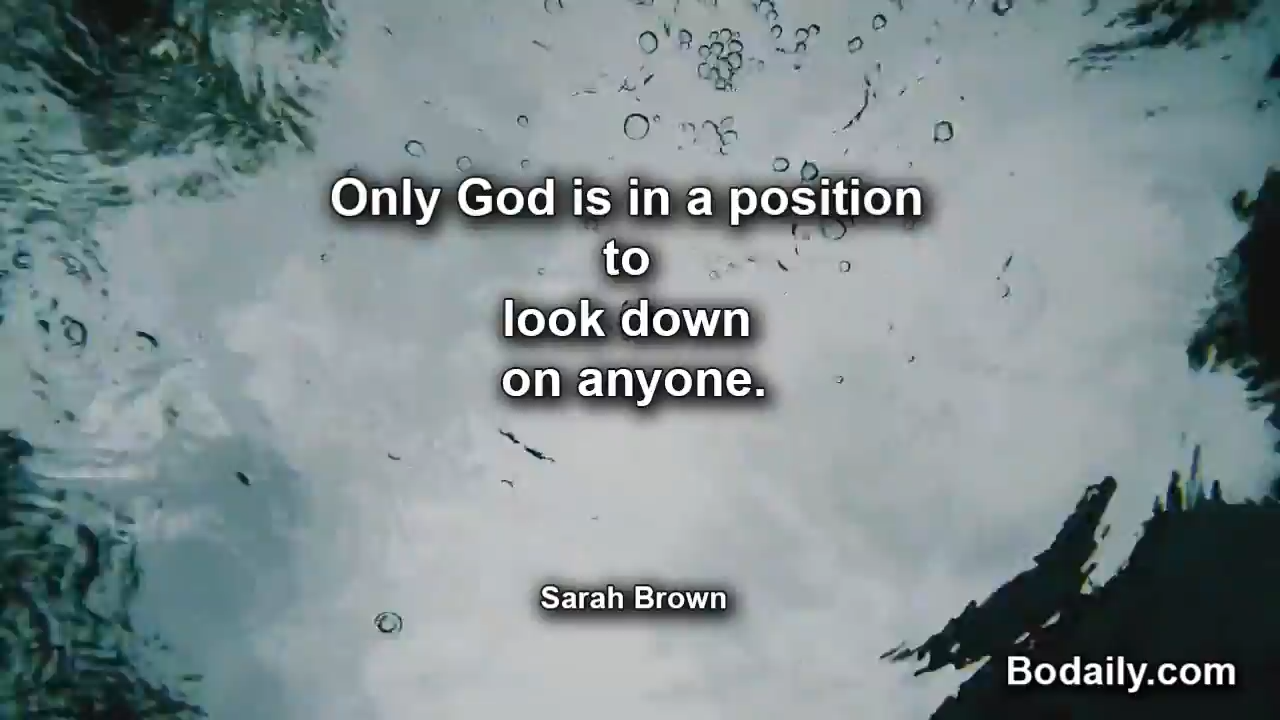 Only God is in a position
to
look down
on anyone.
Sarah Brown
Bodaily.com